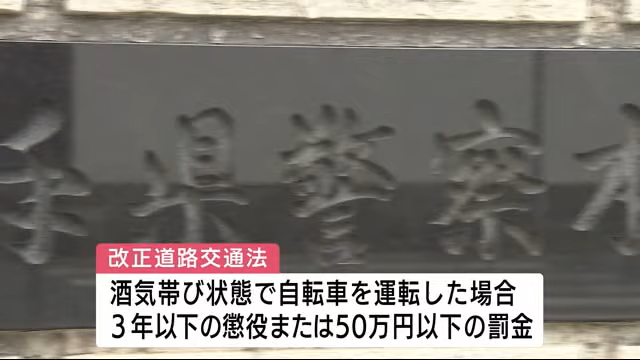 手県警察本
改正道路交通法
酒気帯び状態で自転車を運転した場合
３年以下の懲役または50万円以下の罰金